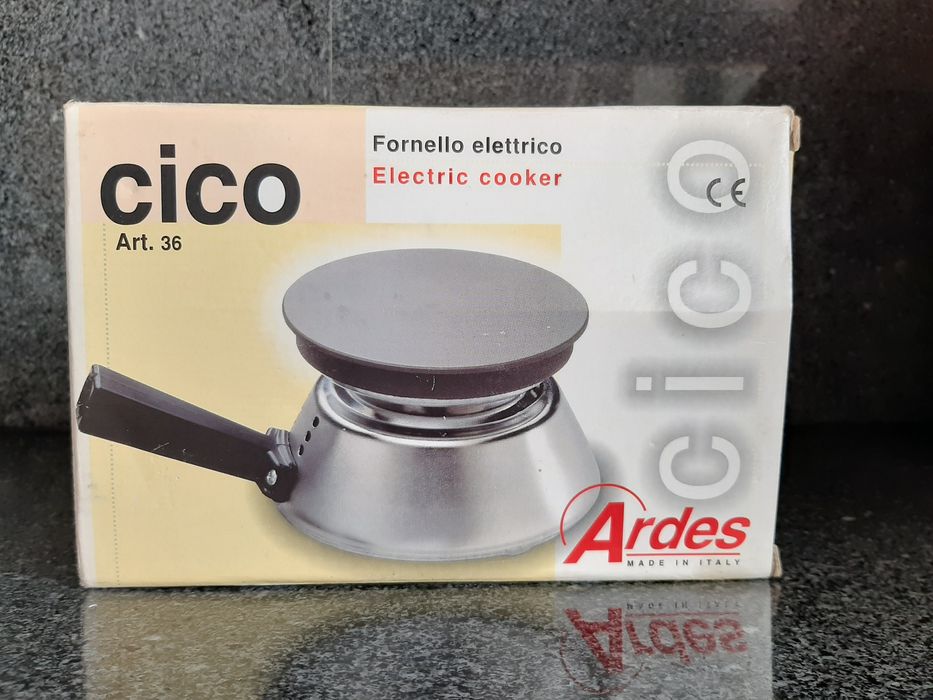 cico
Art. 36
Fornello elettrico
Electric cooker
CE
cico
Ardes
MADE IN ITALY